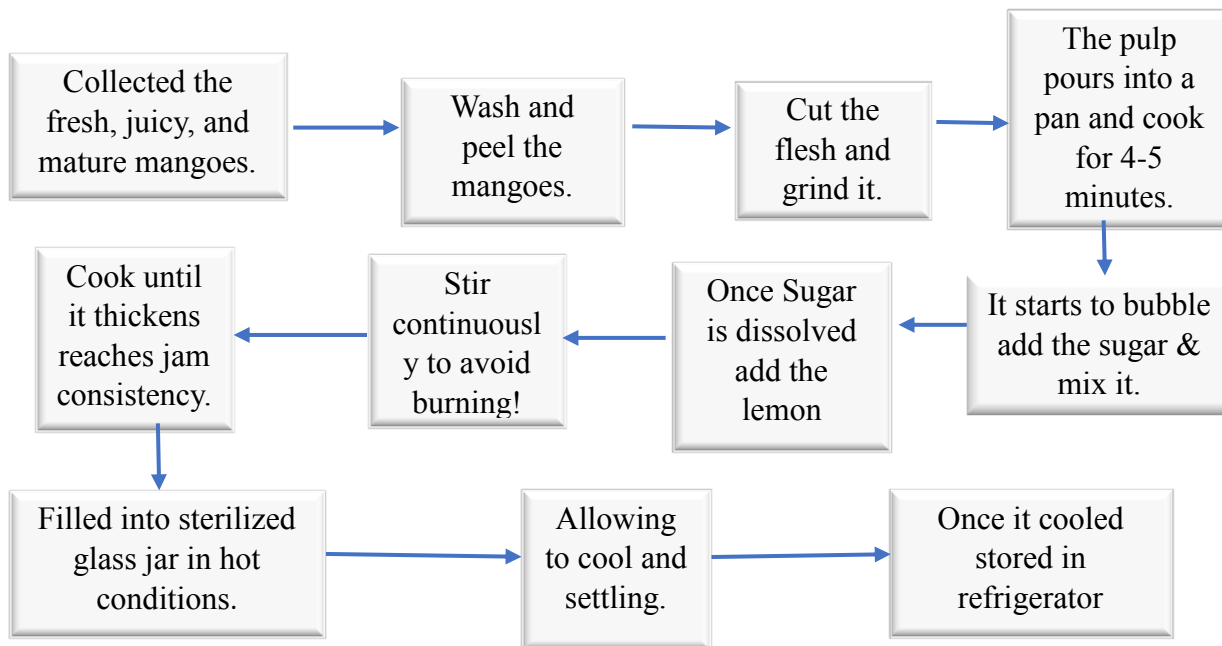 Collected the
fresh, juicy, and
mature mangoes.
Wash and
peel the
mangoes.
Cut the
flesh and
grind it.
The pulp
pours into a
pan and cook
for 4-5
minutes.
It starts to bubble
add the sugar &
mix it.
Once Sugar
is dissolved
add the
lemon
Stir
continuousl
y to avoid
burning!
Cook until
it thickens
reaches jam
consistency.
Filled into sterilized
glass jar in hot
conditions.
Allowing
to cool and
settling.
Once it cooled
stored in
refrigerator